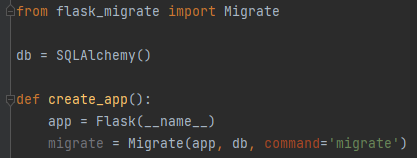 from flask_migrate import Migrate
db = SQLAlchemy()
def create_app():
    app = Flask(__name__)
    migrate = Migrate(app, db, command='migrate')